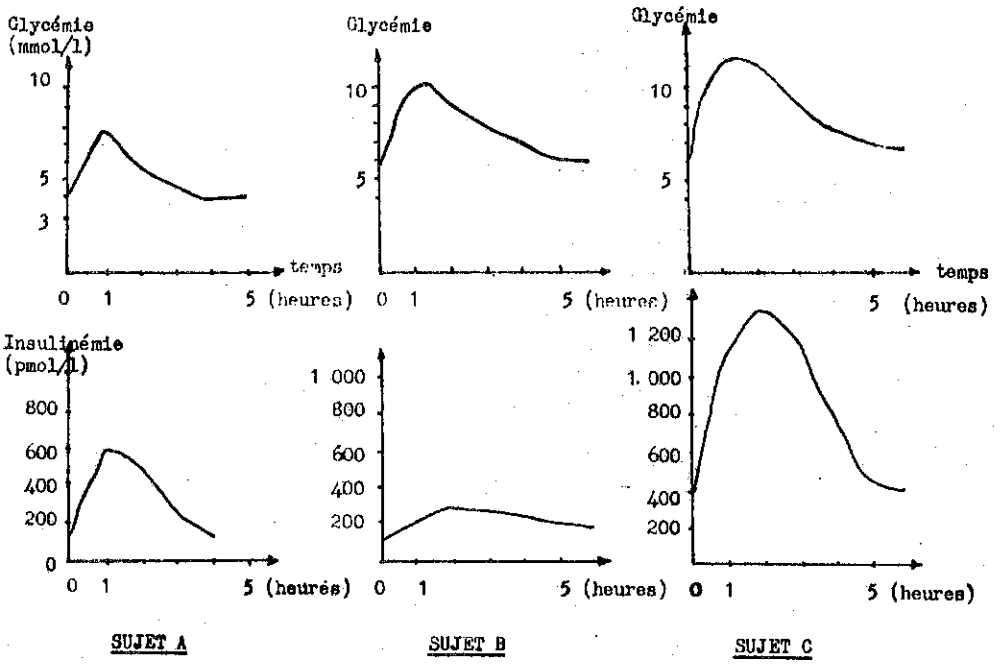 Glycémie
(mmol/l)
10
5
3
0
1
5 (heures)
temps
Glycémie
10
5
0
1
5 (heures)
Glycémie
10
5
temps
5 (heures)
Insulinémie
(pmol/l)
800
600
400
200
0
0
1
5 (heurés)
1 000
800
400
200
0
1
5 (heures)
1 200
1.000
800
600
400
200
0
1
5 (heures)
SUJET A
SUJET B
SUJET C